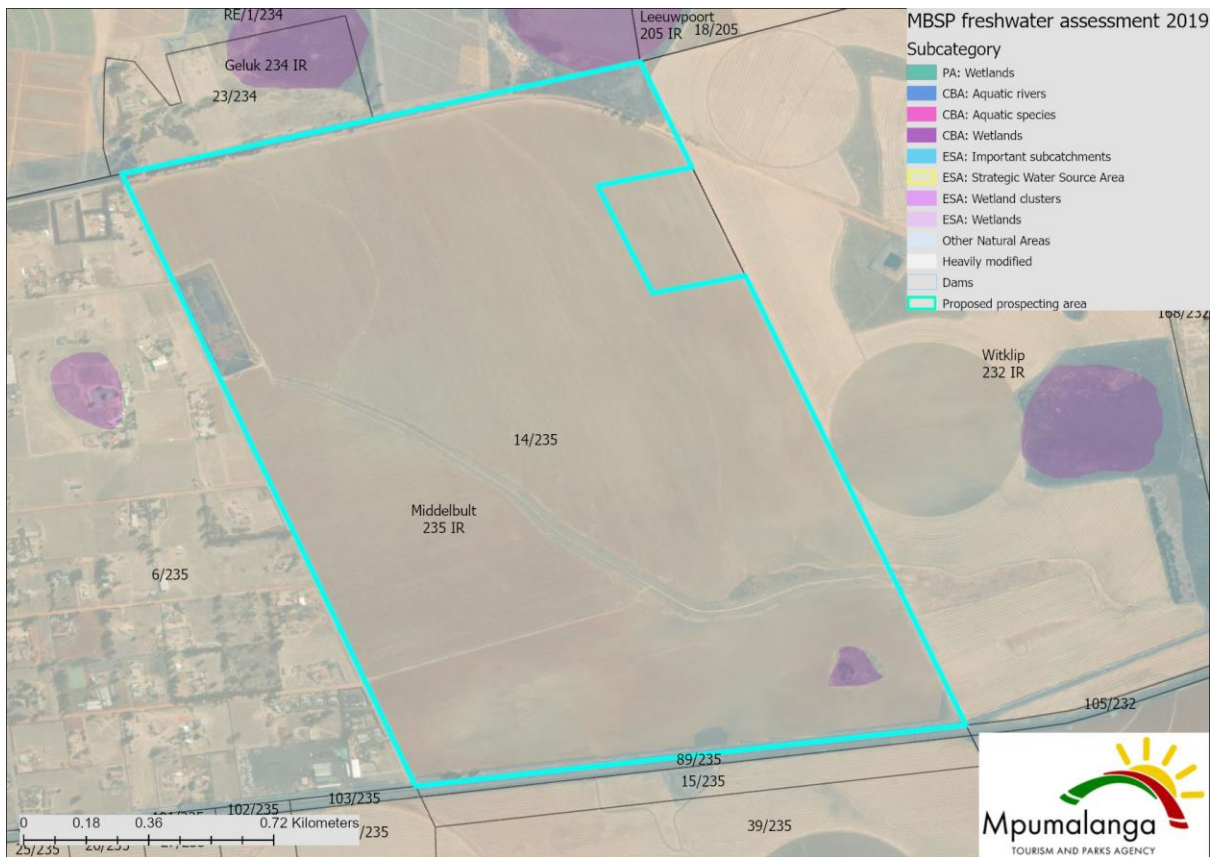 RE/1/234
Leeuwpoort
205 IR
18/205
Geluk 234 IR
23/234
MBSP freshwater assessment 2019
Subcategory
PA: Wetlands
CBA: Aquatic rivers
CBA: Aquatic species
CBA: Wetlands
ESA: Important subcatchments
ESA: Strategic Water Source Area
ESA: Wetland clusters
ESA: Wetlands
Other Natural Areas
Heavily modified
Dams
Proposed prospecting area
168/232
Witklip
232 IR
14/235
Middelbult
235 IR
6/235
105/232
89/235
15/235
103/235
102/235
39/235
0 0.18 0.36 0.72 Kilometers
25/235
Mpumalanga
TOURISM AND PARKS AGENCY